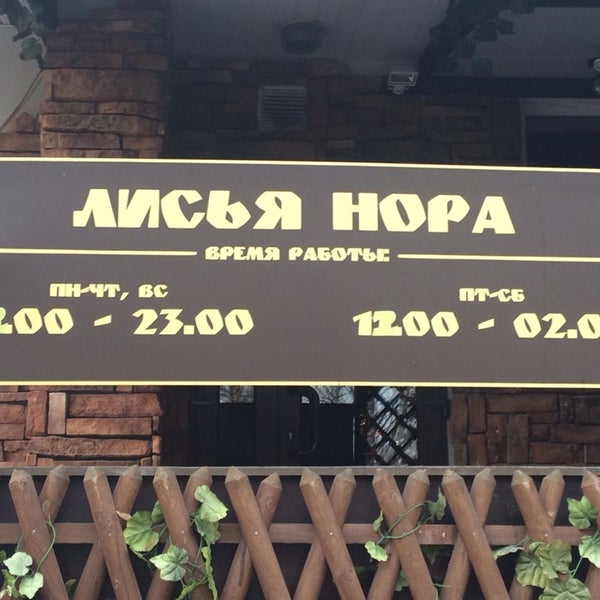 ЛИСЬЯ НОРА
ВРЕМЯ РАБОТЫ:
ПН-ЧТ, ВС
ПТ-СБ
2.00 - 23.00
12.00 - 02.0